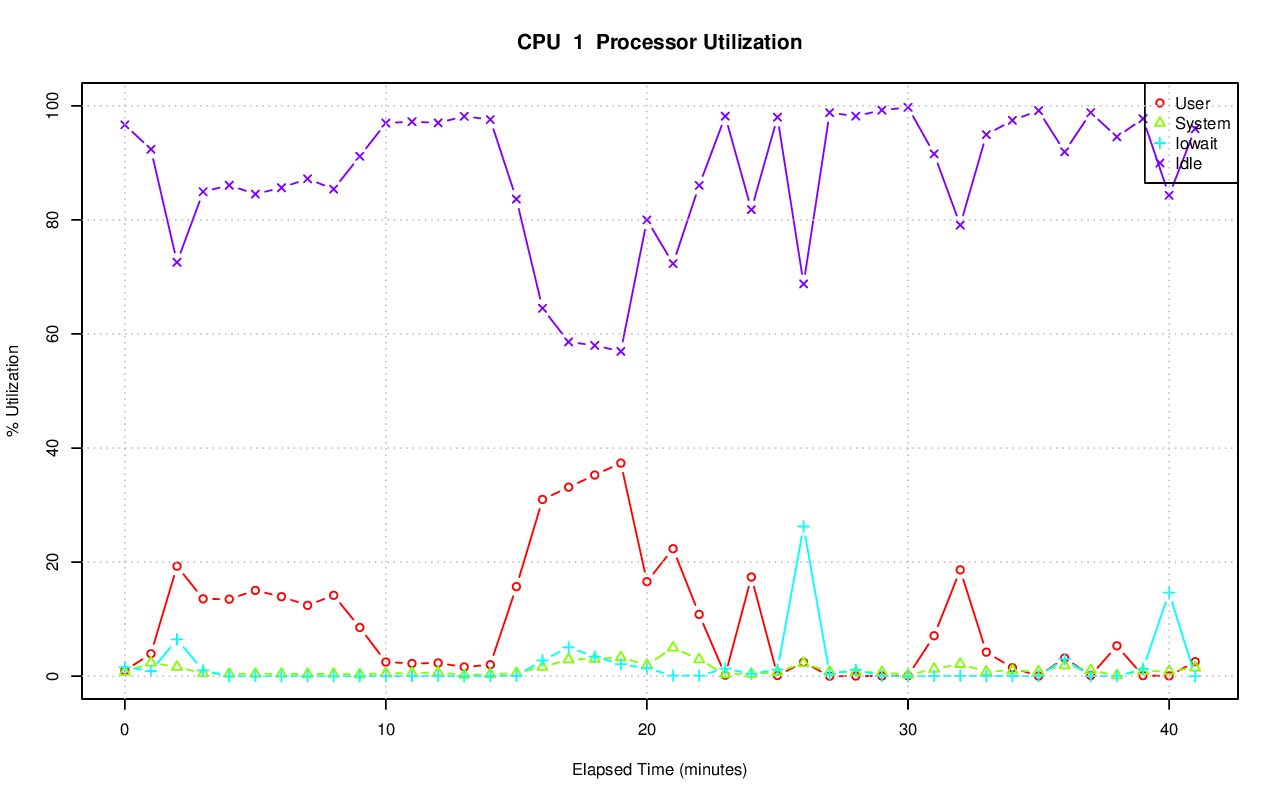 CPU  1  Processor Utilization
User
System
Iowait
Idle
% Utilization
100
80
60
40
20
0
0 10 20 30 40
Elapsed Time (minutes)